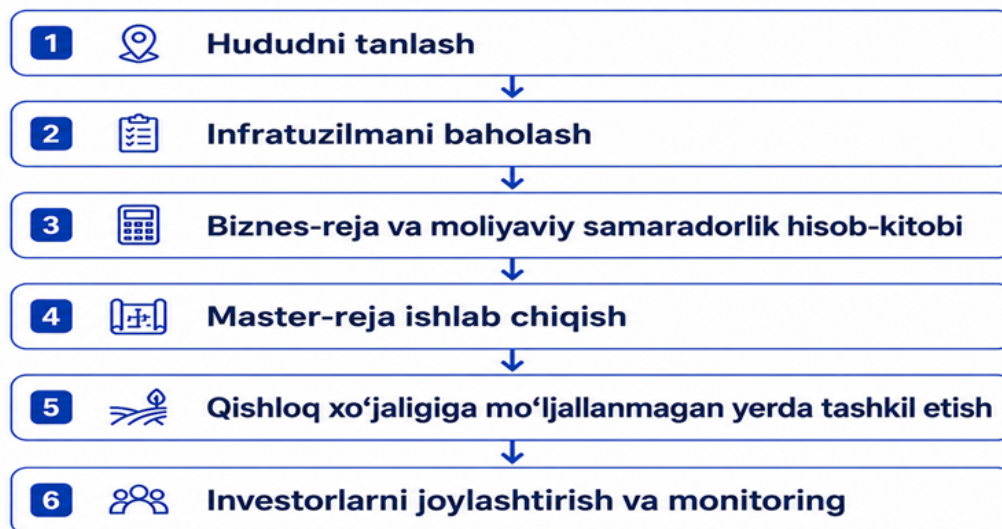 1 Hududni tanlash
2 Infratuzilmani baholash
3 Biznes-reja va moliyaviy samaradorlik hisob-kitobi
4 Master-reja ishlab chiqish
5 Qishloq xo‘jaligiga mo‘ljallanmagan yerda tashkil etish
6 Investorlarni joylashtirish va monitoring